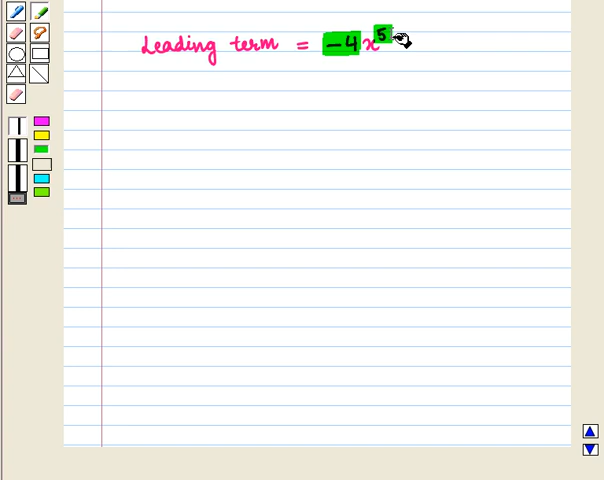 Leading term = -4x⁵